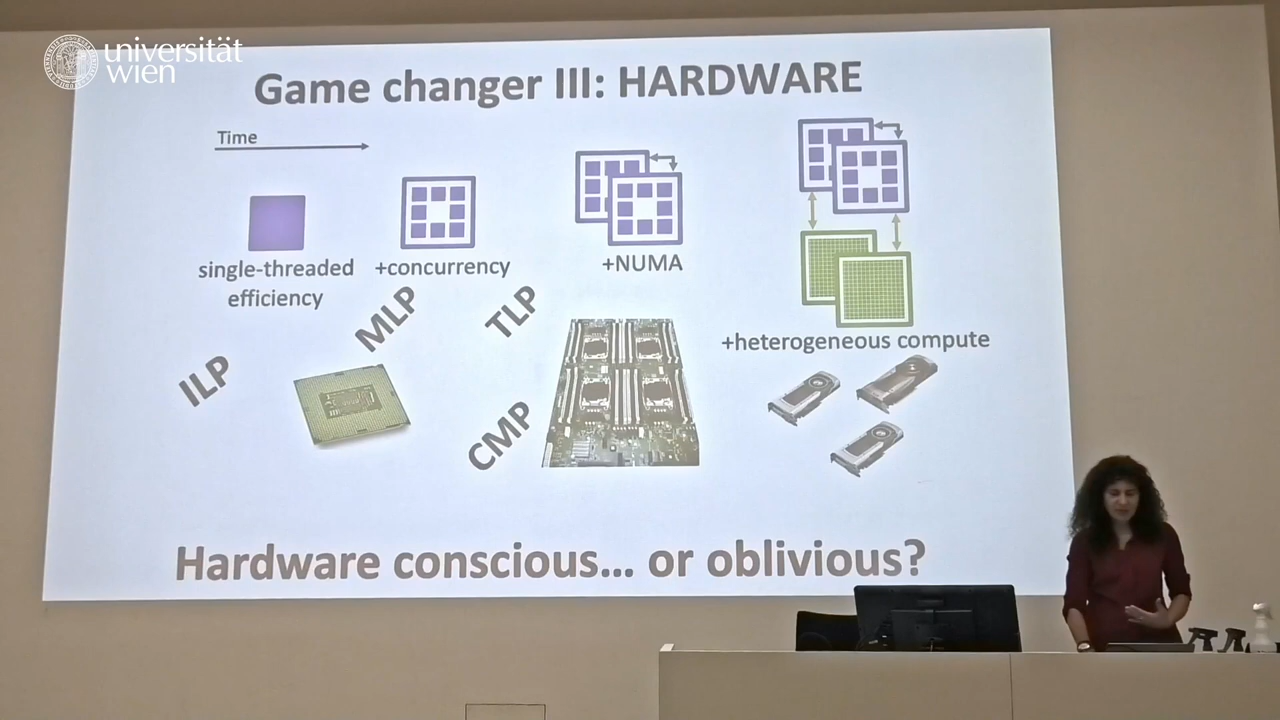 universität
wien
Game changer III: HARDWARE
Time
single-threaded
efficiency
+concurrency
+NUMA
+heterogeneous compute
ILP
MLP
TLP
CMP
Hardware conscious... or oblivious?